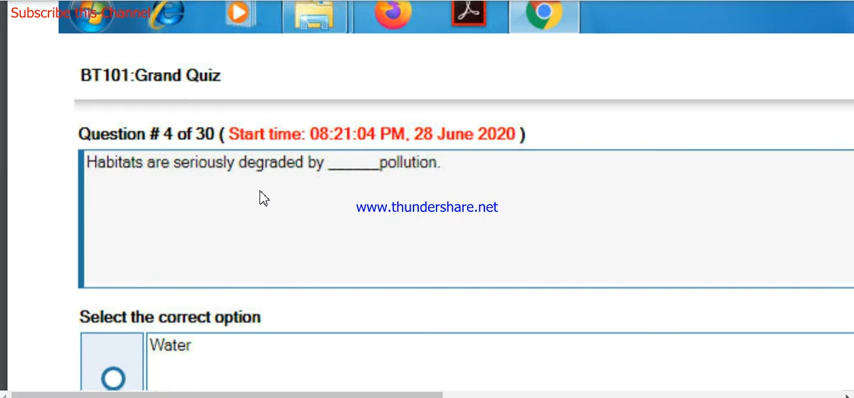 Subscribe this Channel
BT101:Grand Quiz
Question # 4 of 30 ( Start time: 08:21:04 PM, 28 June 2020 )
Habitats are seriously degraded by ______pollution.
www.thundershare.net
Select the correct option
Water